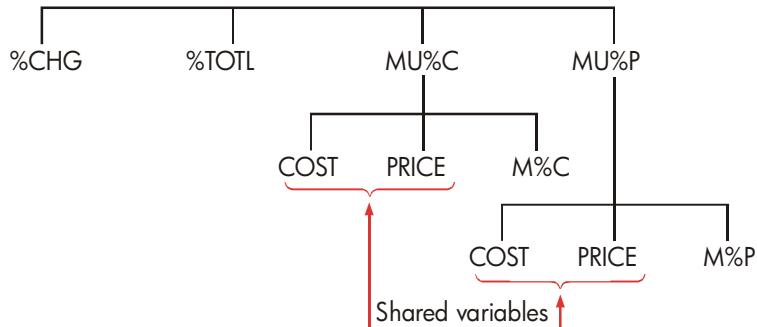 %CHG %TOTL MU%C MU%P
COST PRICE M%C
COST PRICE M%P
Shared variables